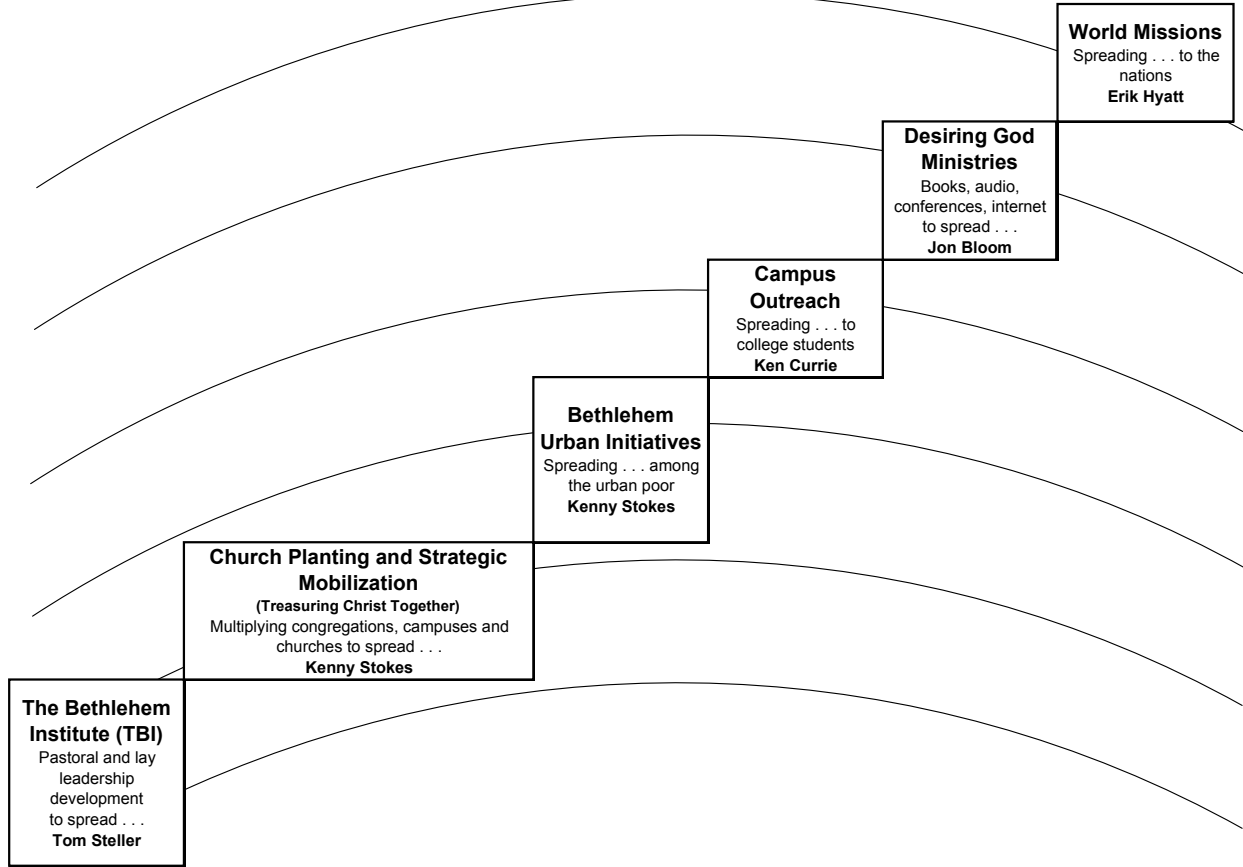 World Missions
Spreading . . . to the
nations
Erik Hyatt
Desiring God
Ministries
Books, audio,
conferences, internet
to spread . . .
Jon Bloom
Campus
Outreach
Spreading . . . to
college students
Ken Currie
Bethlehem
Urban Initiatives
Spreading . . . among
the urban poor
Kenny Stokes
Church Planting and Strategic
Mobilization
(Treasuring Christ Together)
Multiplying congregations, campuses and
churches to spread . . .
Kenny Stokes
The Bethlehem
Institute (TBI)
Pastoral and lay
leadership
development
to spread . . .
Tom Steller